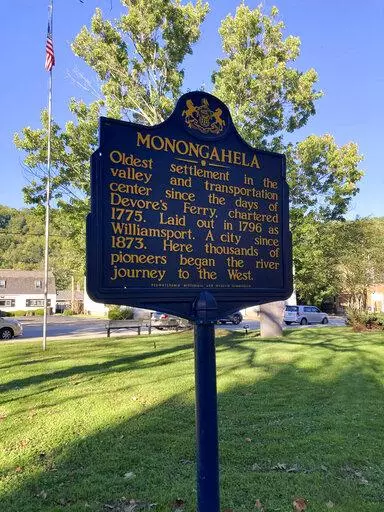 MONONGAHELA
Oldest settlement in the
valley and transportation
center since the days of
Devore's Ferry, chartered
1775. Laid out in 1796 as
Williamsport. A city since
1873. Here thousands of
pioneers began the river
journey to the West.
PENNSYLVANIA HISTORICAL AND MUSEUM COMMISSION